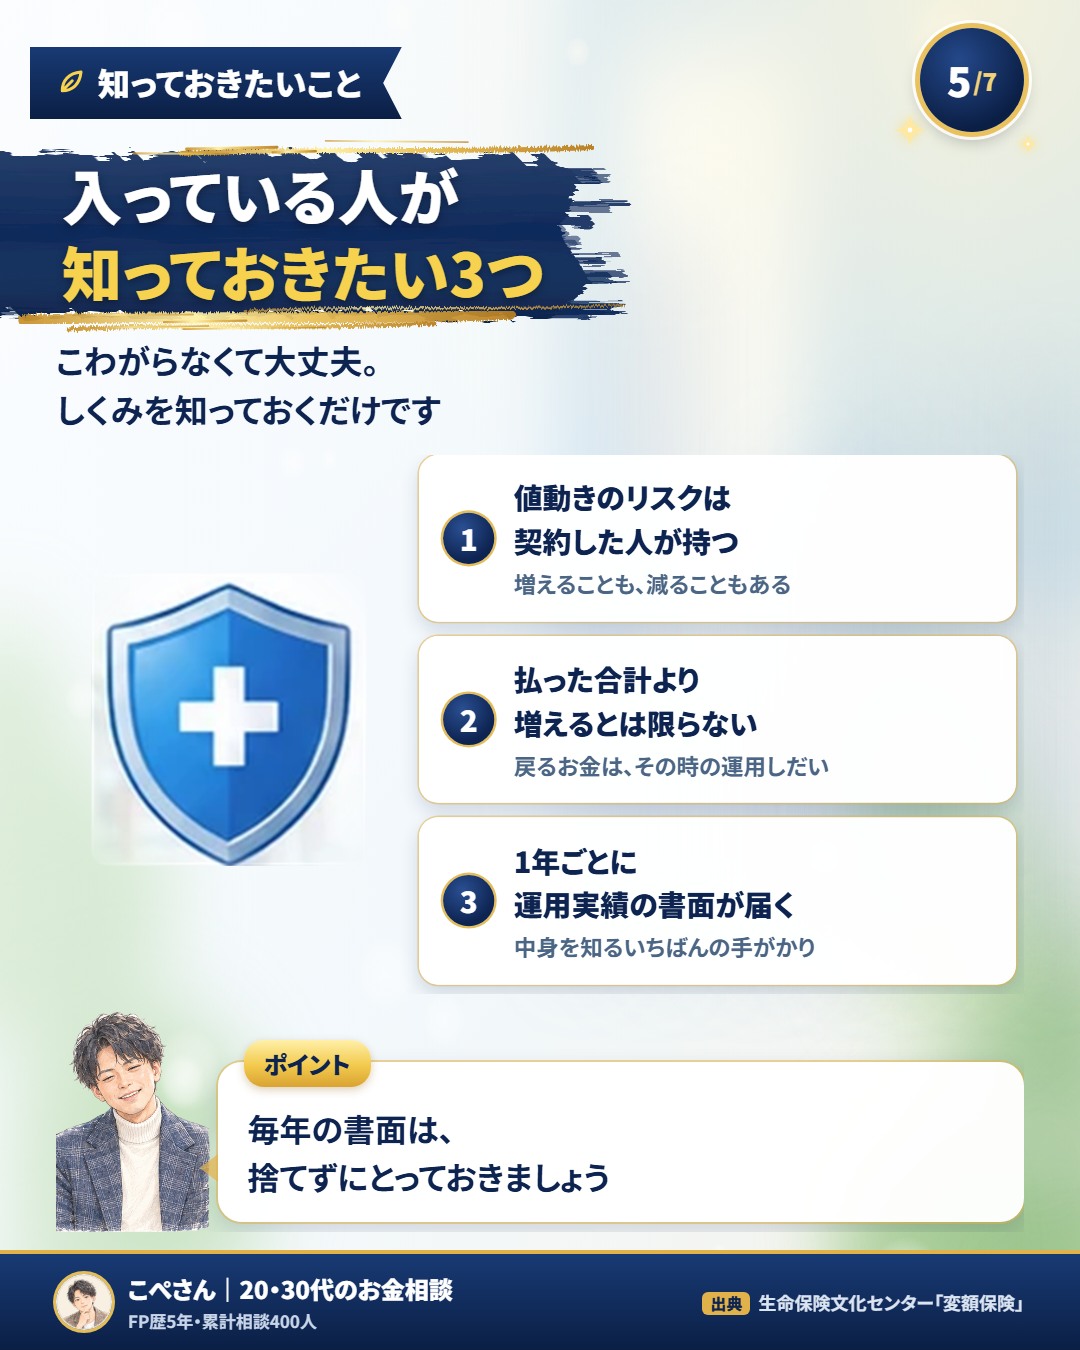 知っておきたいこと
5/7
入っている人が
知っておきたい3つ
こわがらなくて大丈夫。
しくみを知っておくだけです
1
値動きのリスクは
契約した人が持つ
増えることも、減ることもある
2
払った合計より
増えるとは限らない
戻るお金は、その時の運用しだい
3
1年ごとに
運用実績の書面が届く
中身を知るいちばんの手がかり
ポイント
毎年の書面は、
捨てずにとっておきましょう
こぺさん｜20・30代のお金相談
FP歴5年・累計相談400人
出典 生命保険文化センター「変額保険」